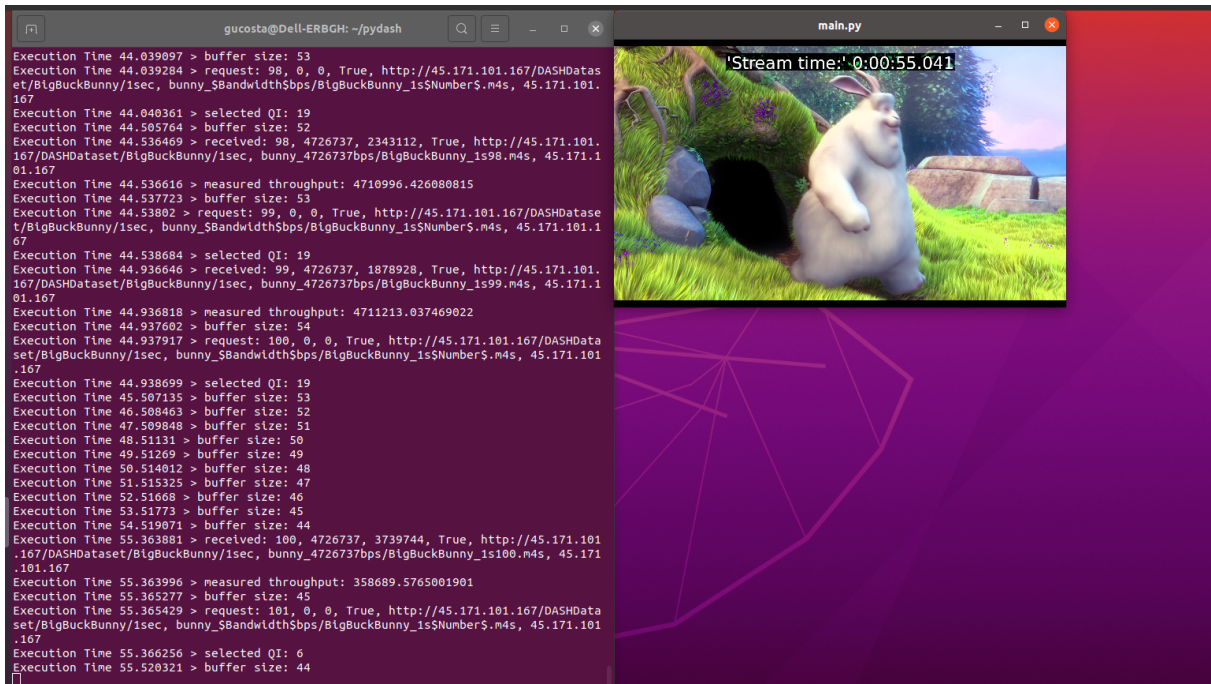 gucosta@Dell-ERBGH: ~/pydash
Execution Time 44.039097 > buffer size: 53
Execution Time 44.039284 > request: 98, 0, 0, True, http://45.171.101.167/DASHDatas
et/BigBuckBunny/1sec, bunny_$Bandwidth$bps/BigBuckBunny_1s$Number$.m4s, 45.171.101.
167
Execution Time 44.040361 > selected QI: 19
Execution Time 44.505764 > buffer size: 52
Execution Time 44.536469 > received: 98, 4726737, 2343112, True, http://45.171.101.
167/DASHDataset/BigBuckBunny/1sec, bunny_4726737bps/BigBuckBunny_1s98.m4s, 45.171.1
01.167
Execution Time 44.536616 > measured throughput: 4710996.426080815
Execution Time 44.537723 > buffer size: 53
Execution Time 44.53802 > request: 99, 0, 0, True, http://45.171.101.167/DASHDatase
t/BigBuckBunny/1sec, bunny_$Bandwidth$bps/BigBuckBunny_1s$Number$.m4s, 45.171.101.1
67
Execution Time 44.538684 > selected QI: 19
Execution Time 44.936646 > received: 99, 4726737, 1878928, True, http://45.171.101.
167/DASHDataset/BigBuckBunny/1sec, bunny_4726737bps/BigBuckBunny_1s99.m4s, 45.171.1
01.167
Execution Time 44.936818 > measured throughput: 4711213.037469022
Execution Time 44.937602 > buffer size: 54
Execution Time 44.937917 > request: 100, 0, 0, True, http://45.171.101.167/DASHData
set/BigBuckBunny/1sec, bunny_$Bandwidth$bps/BigBuckBunny_1s$Number$.m4s, 45.171.101
.167
Execution Time 44.938699 > selected QI: 19
Execution Time 45.507135 > buffer size: 53
Execution Time 46.508463 > buffer size: 52
Execution Time 47.509848 > buffer size: 51
Execution Time 48.51131 > buffer size: 50
Execution Time 49.51269 > buffer size: 49
Execution Time 50.514012 > buffer size: 48
Execution Time 51.515325 > buffer size: 47
Execution Time 52.51668 > buffer size: 46
Execution Time 53.51773 > buffer size: 45
Execution Time 54.519071 > buffer size: 44
Execution Time 55.363881 > received: 100, 4726737, 3739744, True, http://45.171.101
.167/DASHDataset/BigBuckBunny/1sec, bunny_4726737bps/BigBuckBunny_1s100.m4s, 45.171
.101.167
Execution Time 55.363996 > measured throughput: 358689.5765001901
Execution Time 55.365277 > buffer size: 45
Execution Time 55.365429 > request: 101, 0, 0, True, http://45.171.101.167/DASHData
set/BigBuckBunny/1sec, bunny_$Bandwidth$bps/BigBuckBunny_1s$Number$.m4s, 45.171.101
.167
Execution Time 55.366256 > selected QI: 6
Execution Time 55.520321 > buffer size: 44
main.py
'Stream time:' 0:00:55.041